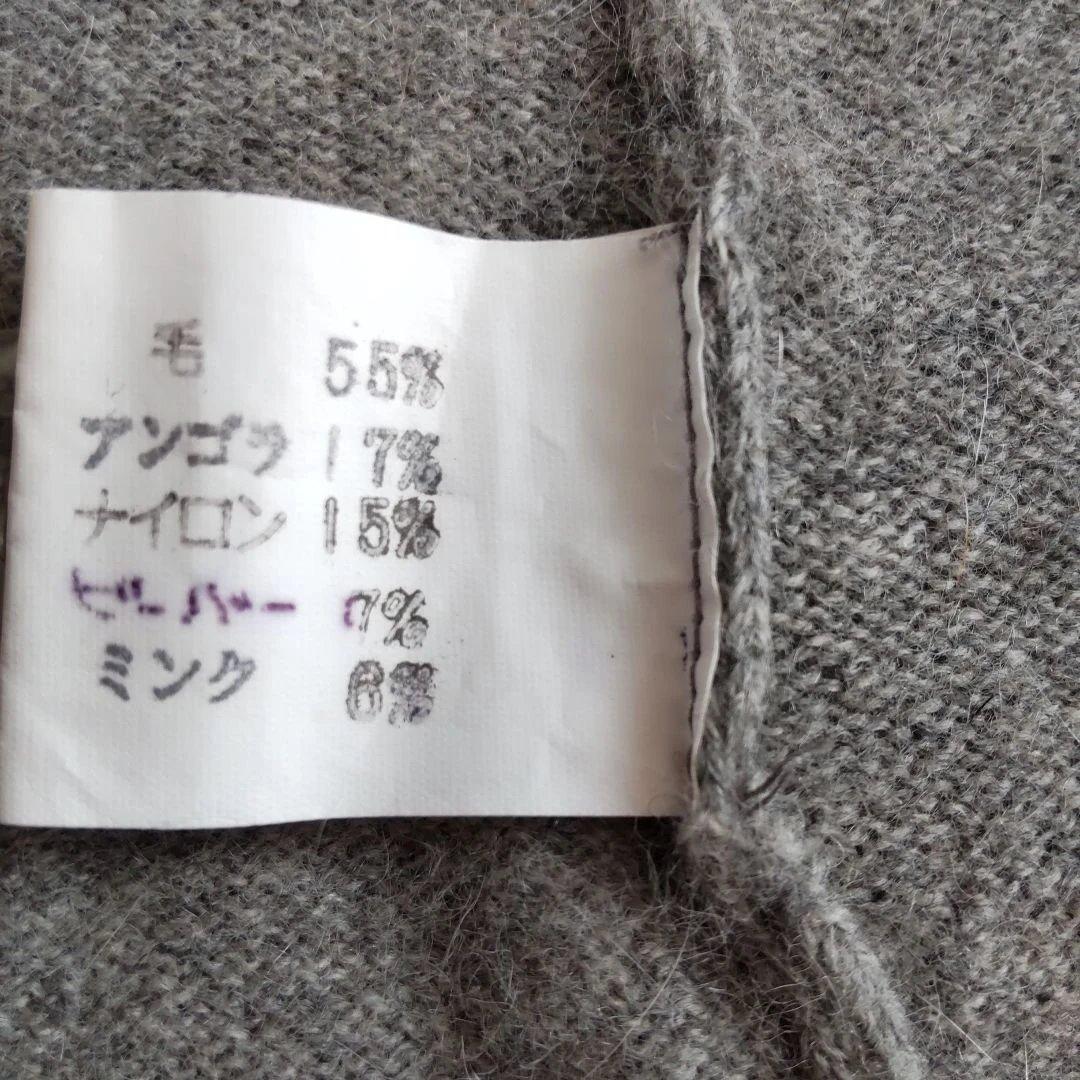 毛 55%
アンゴラ 17%
ナイロン 15%
ビーバー 7%
ミンク 6%